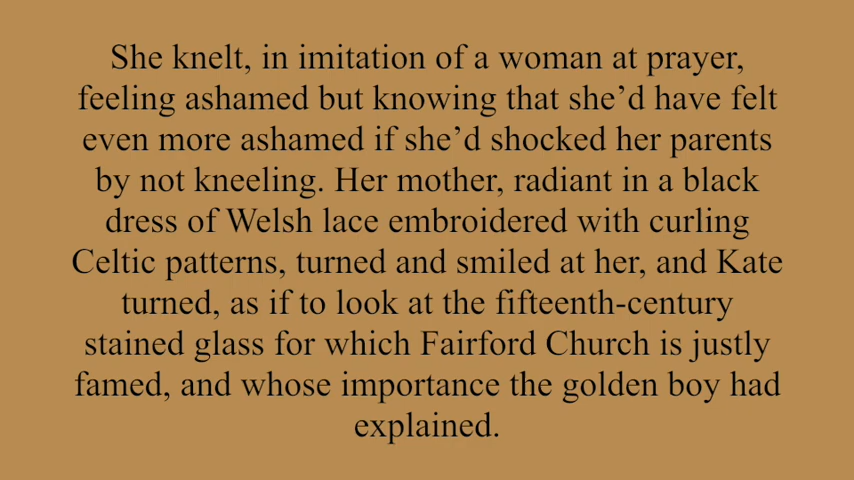 She knelt, in imitation of a woman at prayer,
feeling ashamed but knowing that she’d have felt
even more ashamed if she’d shocked her parents
by not kneeling. Her mother, radiant in a black
dress of Welsh lace embroidered with curling
Celtic patterns, turned and smiled at her, and Kate
turned, as if to look at the fifteenth-century
stained glass for which Fairford Church is justly
famed, and whose importance the golden boy had
explained.